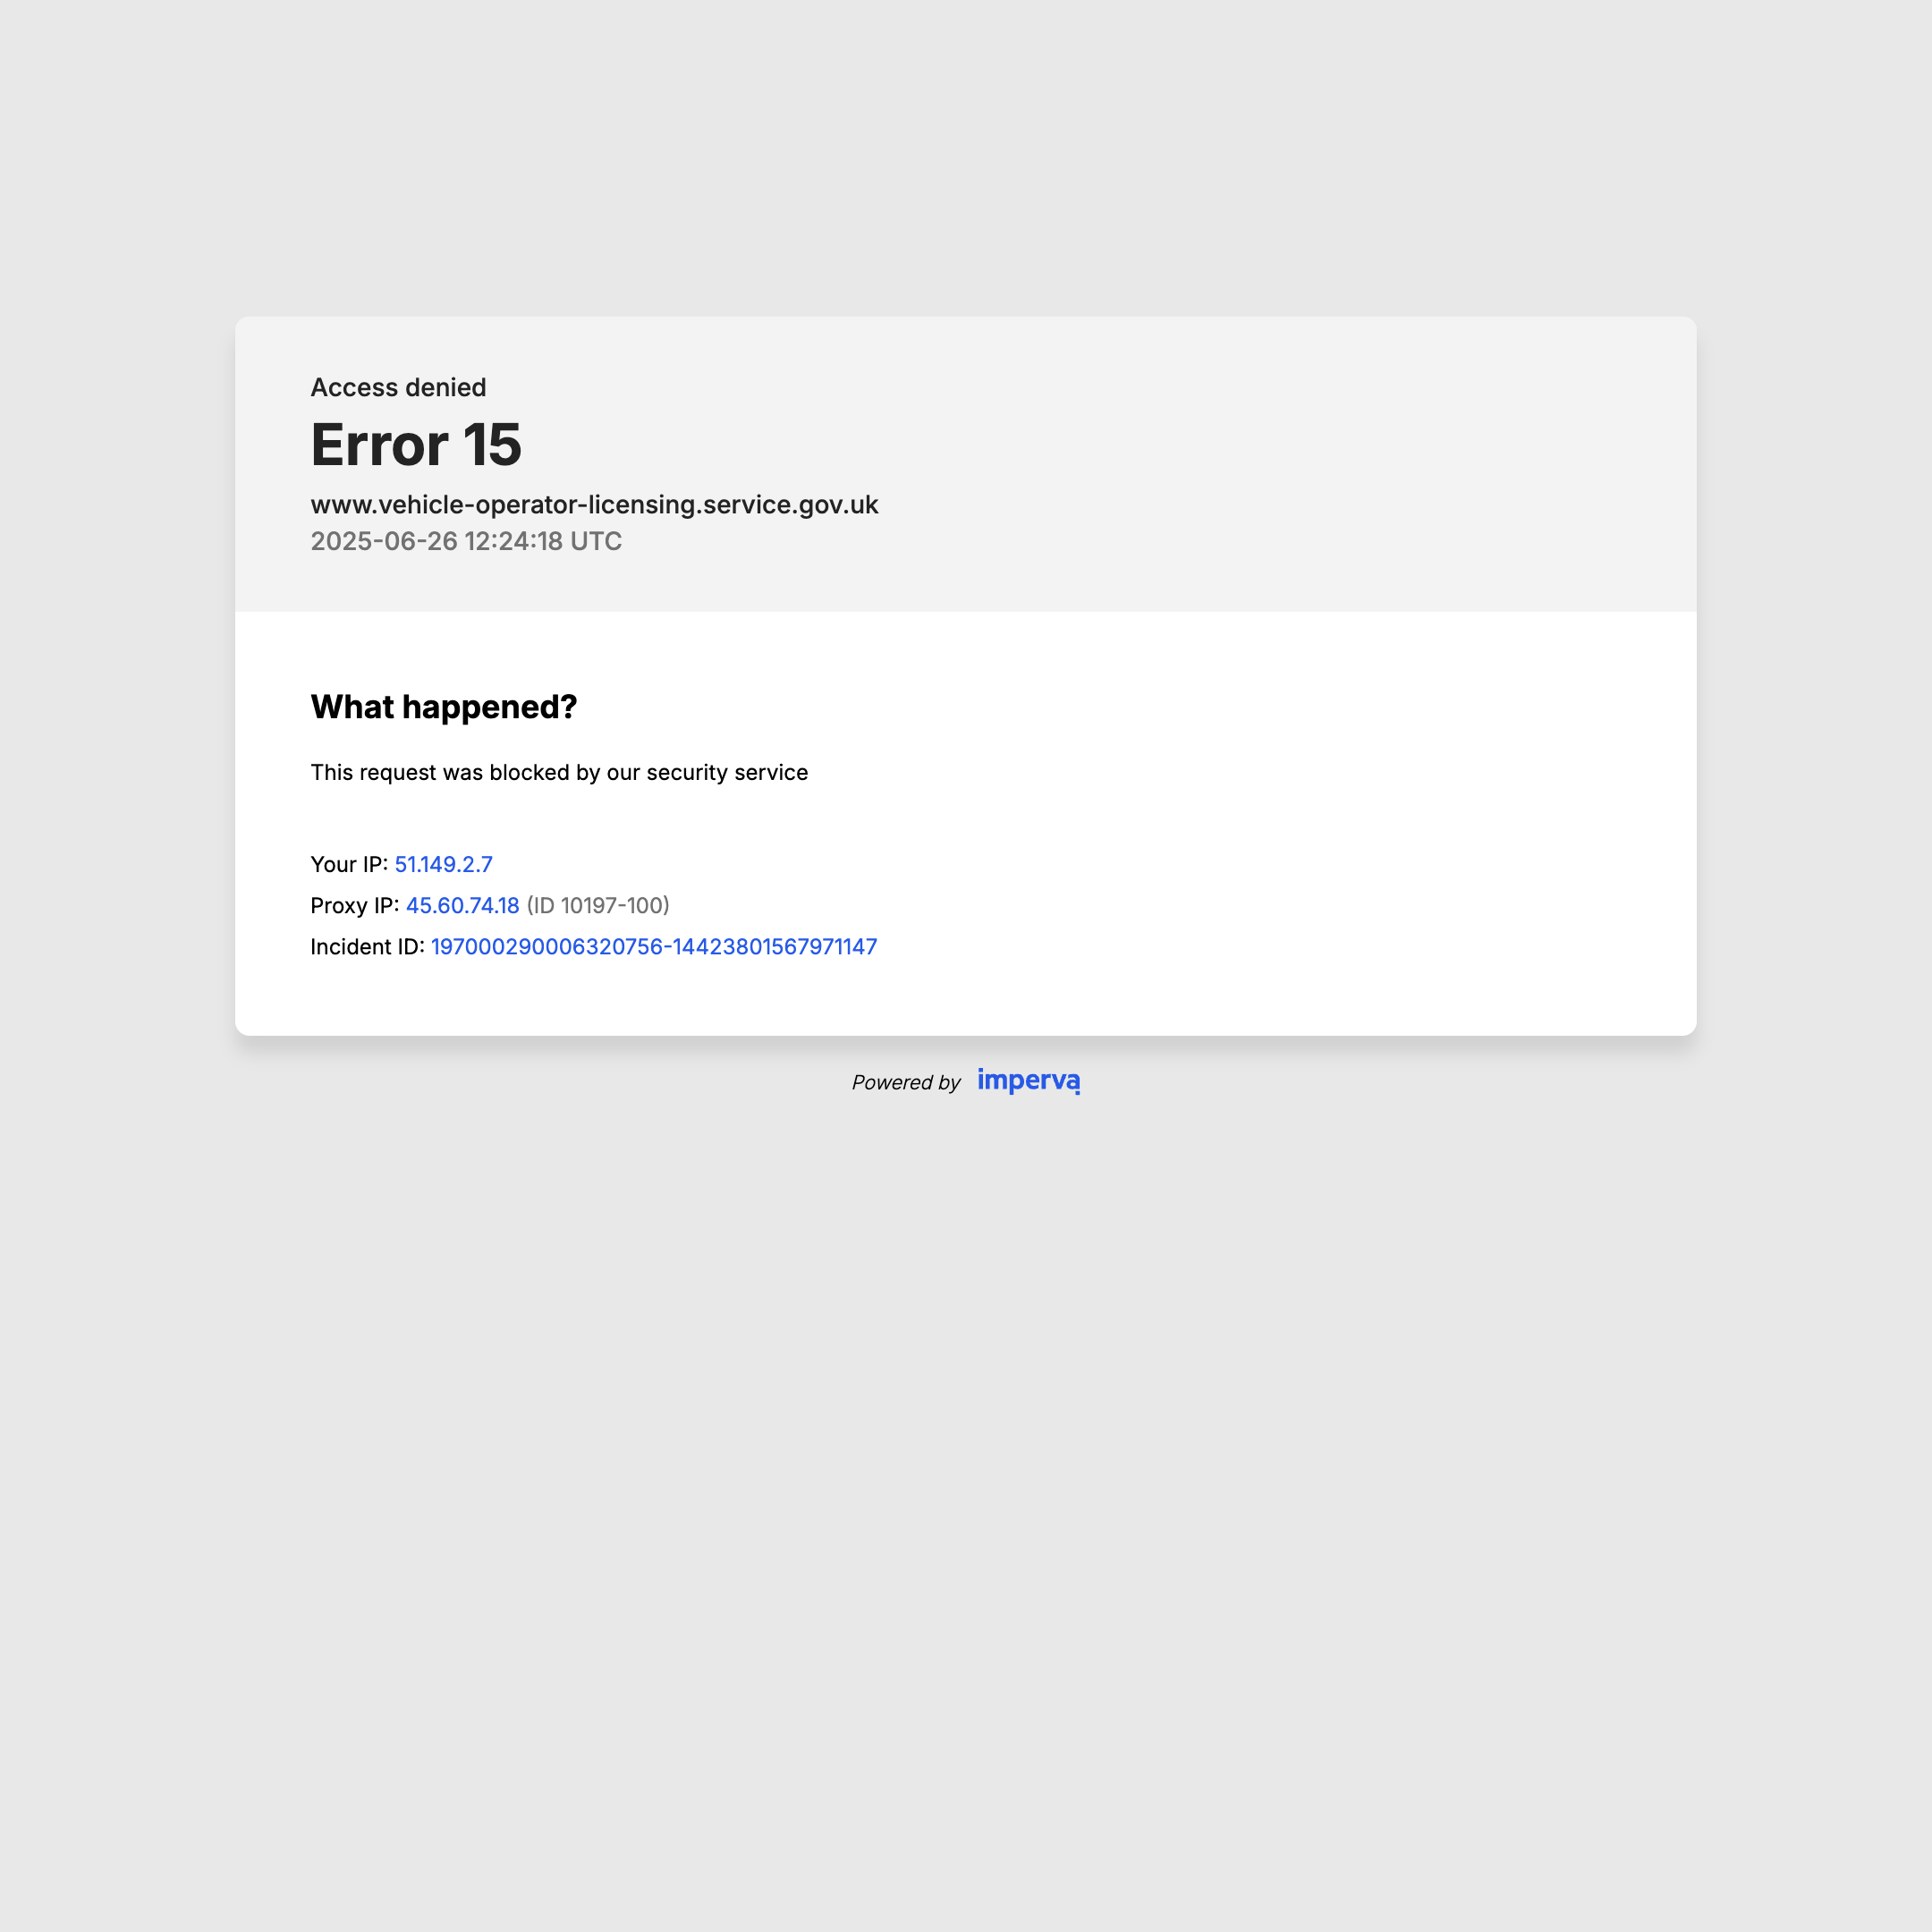 Access denied
Error 15
www.vehicle-operator-licensing.service.gov.uk
2025-06-26 12:24:18 UTC
What happened?
This request was blocked by our security service
Your IP: 51.149.2.7
Proxy IP: 45.60.74.18 (ID 10197-100)
Incident ID: 197000290006320756-14423801567971147
Powered by imperva